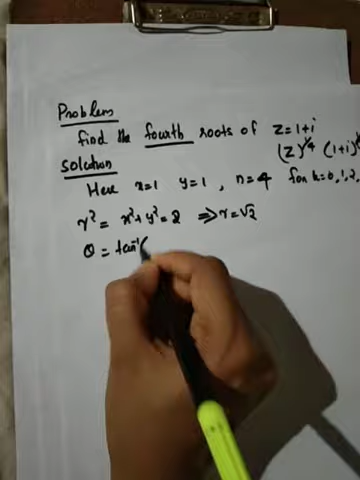 Problem
find the fourth roots of z=1+i
(z)^1/4 (1+i)
Solution
Here x=1 y=1, n=4 for k=0,1,2,
r² = x²+y² = 2 ⇒ r=√2
θ = tan⁻¹(